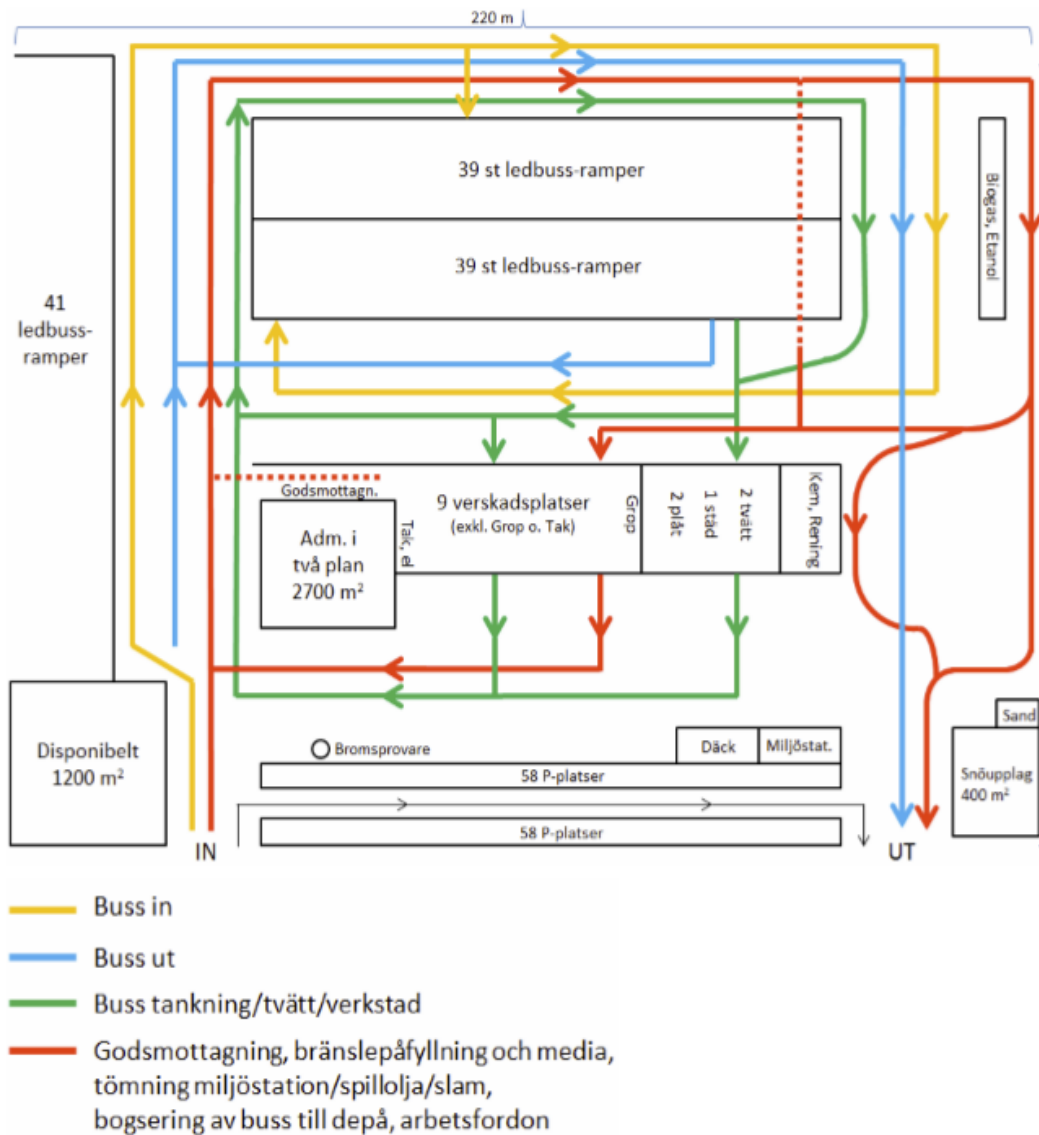 220 m
39 st ledbuss-ramper
39 st ledbuss-ramper
Biogas, Etanol
41
ledbuss-
ramper
Godsmottagn.
Adm. i
två plan
2700 m²
Tak, el
9 verskadsplatser
(exkl. Grop o. Tak)
Grop
2 plåt
1 städ
2 tvätt
Kem, Rening
Disponibelt
1200 m²
Bromsprovare
Däck
Miljöstat.
58 P-platser
58 P-platser
Sand
Snöupplag
400 m²
IN
UT
Buss in
Buss ut
Buss tankning/tvätt/verkstad
Godsmottagning, bränslepåfyllning och media,
tömning miljöstation/spillolja/slam,
bogsering av buss till depå, arbetsfordon